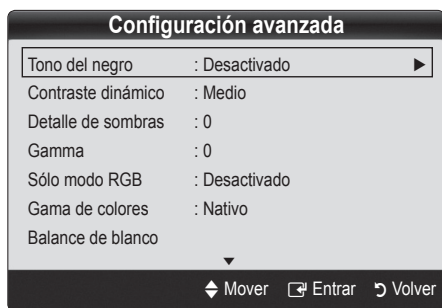 Configuración avanzada
Tono del negro : Desactivado ▶
Contraste dinámico : Medio
Detalle de sombras : 0
Gamma : 0
Sólo modo RGB : Desactivado
Gama de colores : Nativo
Balance de blanco
▼
Mover Entrar Volver